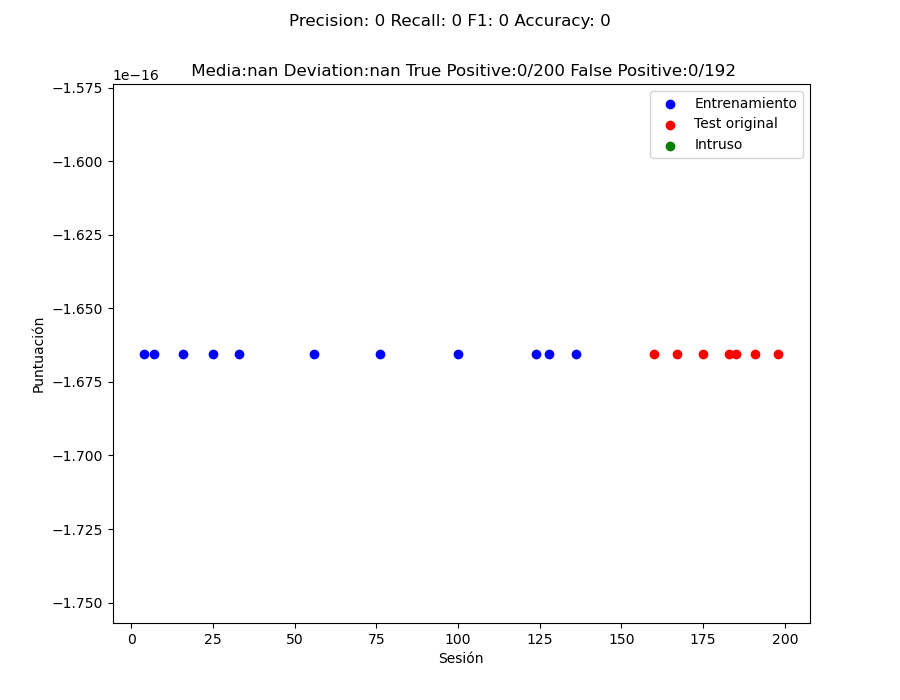 Precision: 0 Recall: 0 F1: 0 Accuracy: 0
Media:nan Deviation:nan True Positive:0/200 False Positive:0/192
1e−16
−1.575
−1.600
−1.625
−1.650
−1.675
−1.700
−1.725
−1.750
Puntuación
Entrenamiento
Test original
Intruso
0 25 50 75 100 125 150 175 200
Sesión